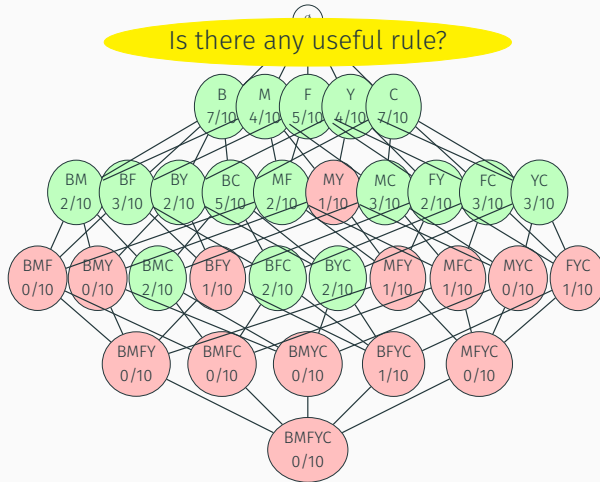 Is there any useful rule?
B M F Y C
7/10 4/10 5/10 4/10 7/10
BM BF BY BC MF MY MC FY FC YC
2/10 3/10 2/10 5/10 2/10 1/10 3/10 2/10 3/10 3/10
BMF BMY BMC BFY BFC BYC MFY MFC MYC FYC
0/10 0/10 2/10 1/10 2/10 2/10 1/10 1/10 0/10 1/10
BMFY BMFC BMYC BFYC MFYC
0/10 0/10 0/10 1/10 0/10
BMFYC
0/10